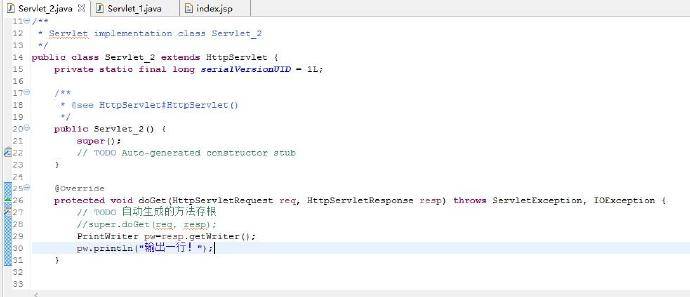 Servlet_2.java
Servlet_1.java
index.jsp
11 /**
12 * Servlet implementation class Servlet_2
13 */
14 public class Servlet_2 extends HttpServlet {
15 private static final long serialVersionUID = 1L;
16
17 /**
18 * @see HttpServlet#HttpServlet()
19 */
20 public Servlet_2() {
21 super();
22 // TODO Auto-generated constructor stub
23 }
24
25 @Override
26 protected void doGet(HttpServletRequest req, HttpServletResponse resp) throws ServletException, IOException {
27 // TODO 自动生成的方法存根
28 //super.doGet(req, resp);
29 PrintWriter pw=resp.getWriter();
30 pw.println("输出一行！");
31 }
32
33